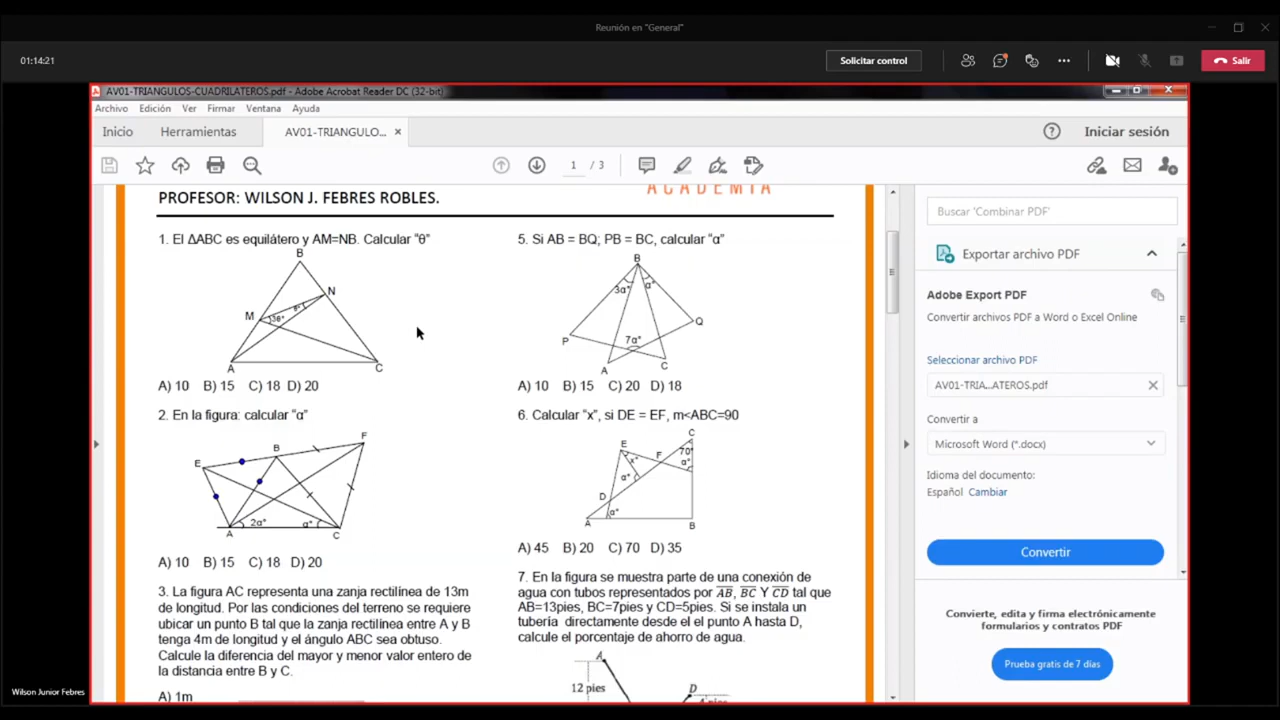 Reunión en "General"
01:14:21
Solicitar control
Salir
AV01-TRIANGULOS-CUADRILATEROS.pdf - Adobe Acrobat Reader DC (32-bit)
Archivo Edición Ver Firmar Ventana Ayuda
Inicio Herramientas AV01-TRIANGULO... × Iniciar sesión
1 / 3
ACADEMIA
PROFESOR: WILSON J. FEBRES ROBLES.
1. El ΔABC es equilátero y AM=NB. Calcular "θ"
B
N
M 3θ° θ°
A C
A) 10 B) 15 C) 18 D) 20
2. En la figura: calcular "α"
F
B
E
2α° α°
A C
A) 10 B) 15 C) 18 D) 20
3. La figura AC representa una zanja rectilínea de 13m
de longitud. Por las condiciones del terreno se requiere
ubicar un punto B tal que la zanja rectilínea entre A y B
tenga 4m de longitud y el ángulo ABC sea obtuso.
Calcule la diferencia del mayor y menor valor entero de
la distancia entre B y C.
A) 1m
5. Si AB = BQ; PB = BC, calcular "α"
B
3α° α°
Q
P 7α°
A C
A) 10 B) 15 C) 20 D) 18
6. Calcular "x", si DE = EF, m<ABC=90
C
E 70°
x° F α°
α°
D
α°
A B
A) 45 B) 20 C) 70 D) 35
7. En la figura se muestra parte de una conexión de
agua con tubos representados por AB, BC Y CD tal que
AB=13pies, BC=7pies y CD=5pies. Si se instala un
tubería directamente desde el el punto A hasta D,
calcule el porcentaje de ahorro de agua.
A
12 pies D 4 pies
Buscar 'Combinar PDF'
Exportar archivo PDF
Adobe Export PDF
Convertir archivos PDF a Word o Excel Online
Seleccionar archivo PDF
AV01-TRIA...ATEROS.pdf
Convertir a
Microsoft Word (*.docx)
Idioma del documento:
Español Cambiar
Convertir
Convierte, edita y firma electrónicamente
formularios y contratos PDF
Prueba gratis de 7 días
Wilson Junior Febres